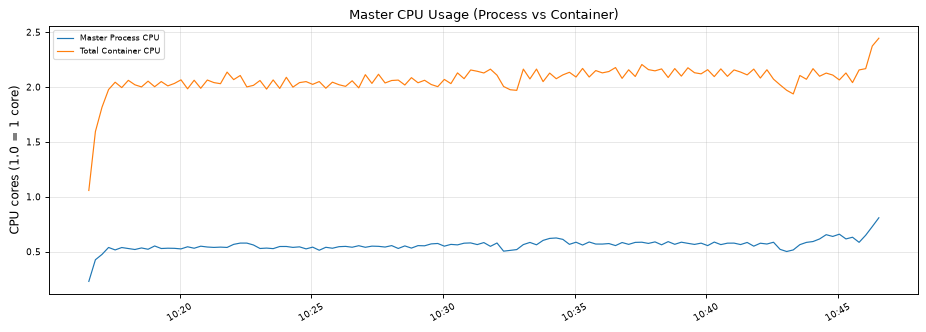 Master CPU Usage (Process vs Container)
Master Process CPU
Total Container CPU
CPU cores (1.0 = 1 core)
2.5
2.0
1.5
1.0
0.5
10:20
10:25
10:30
10:35
10:40
10:45